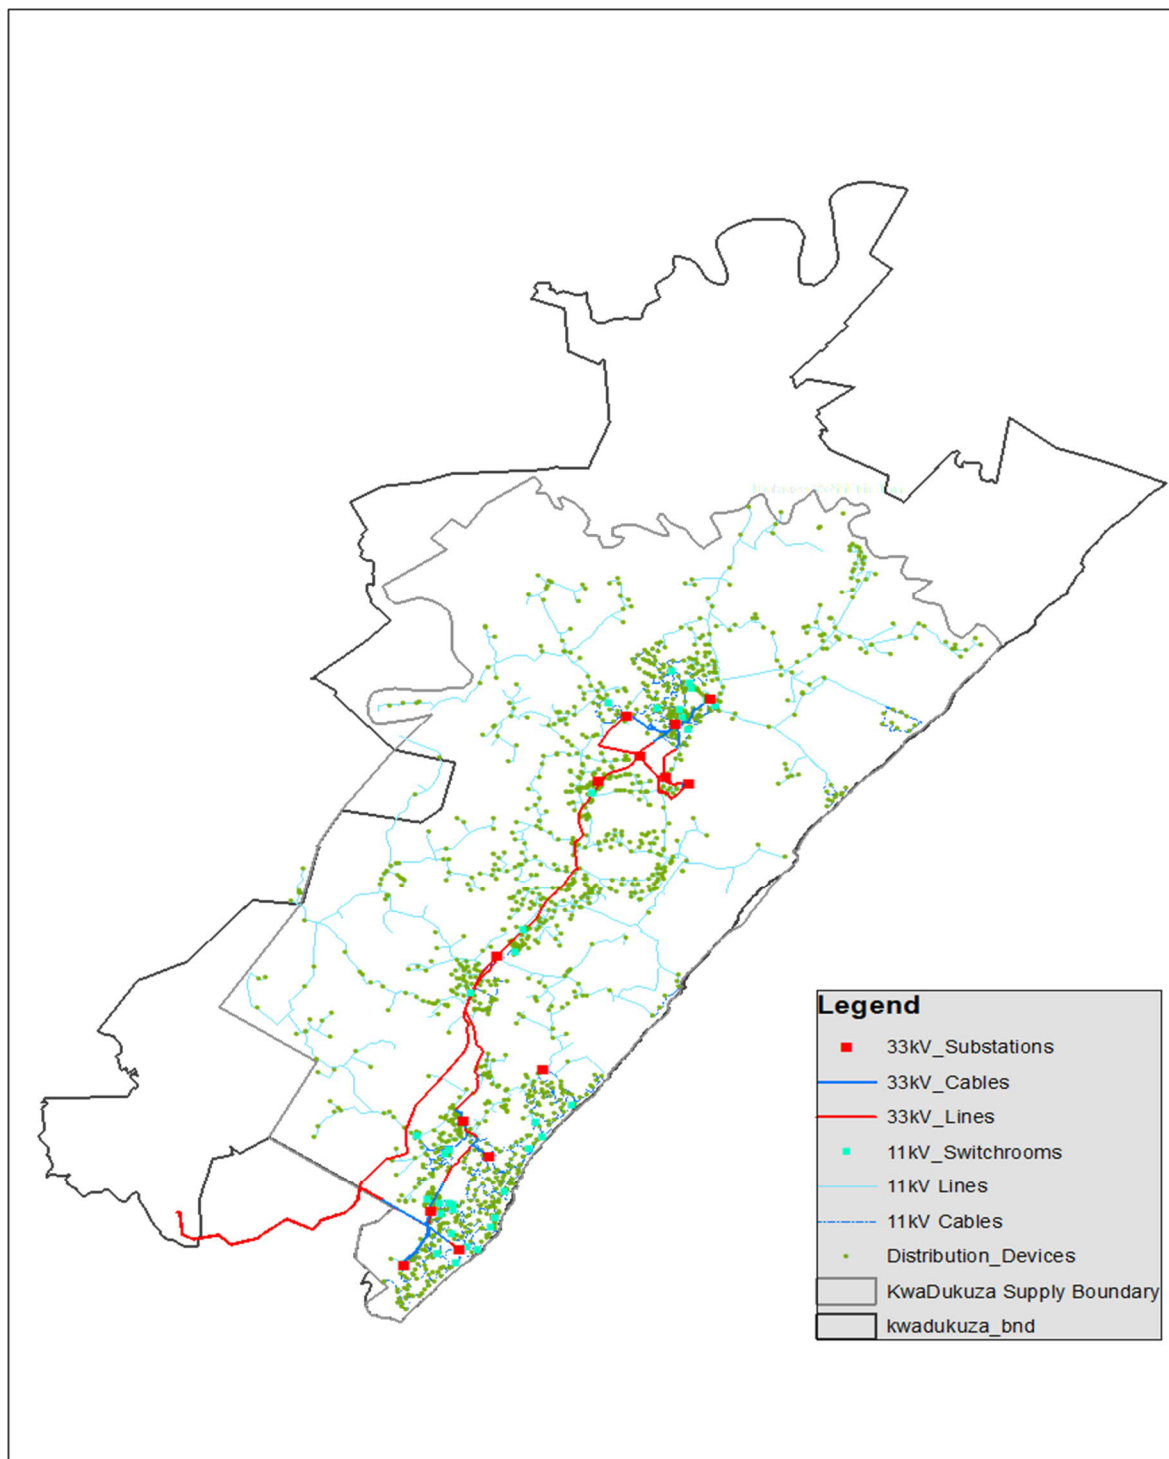 Legend
33kV_Substations
33kV_Cables
33kV_Lines
11kV_Switchrooms
11kV Lines
11kV Cables
Distribution_Devices
KwaDukuza Supply Boundary
kwadukuza_bnd